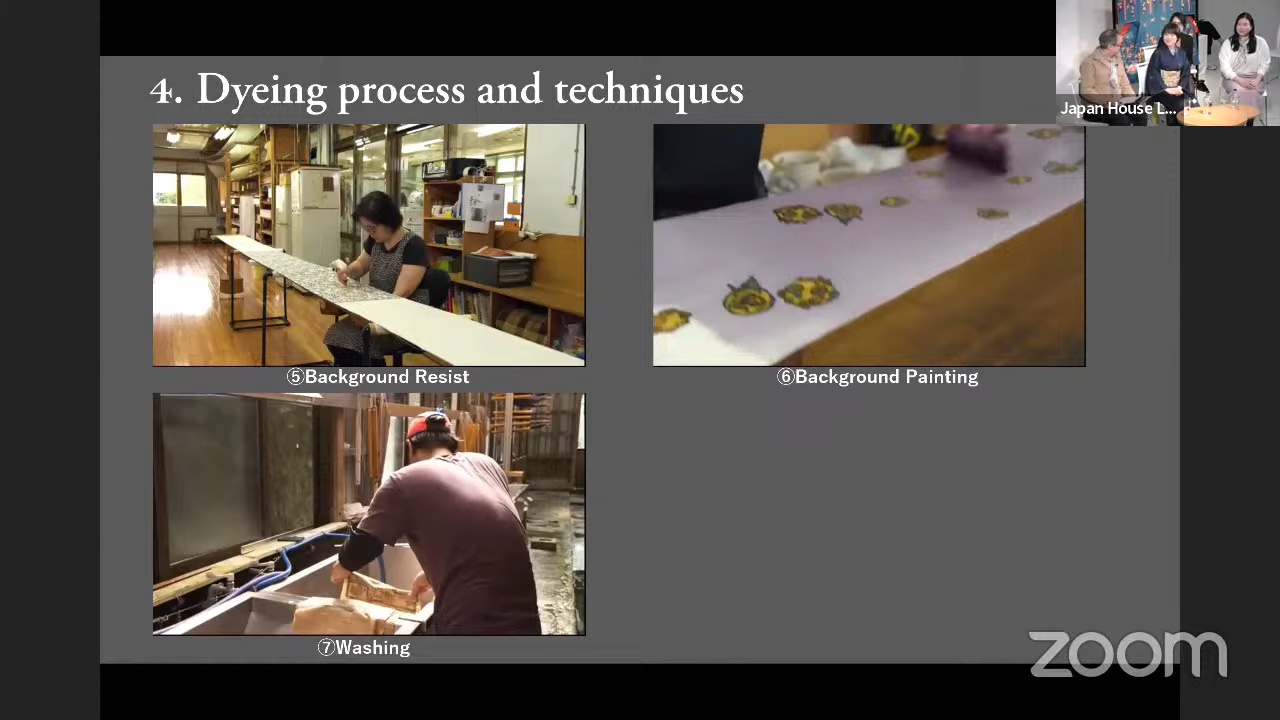 4. Dyeing process and techniques
Japan House L...
⑤Background Resist
⑥Background Painting
⑦Washing
zoom